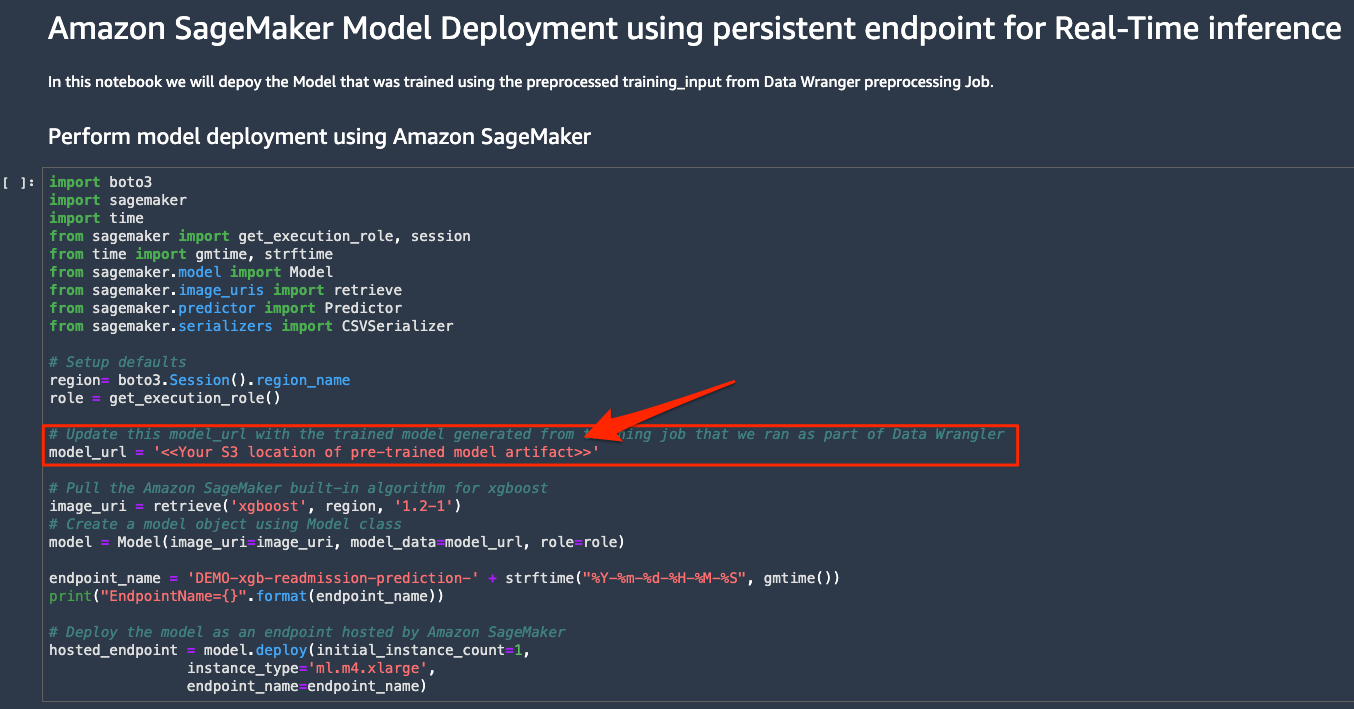 Amazon SageMaker Model Deployment using persistent endpoint for Real-Time inference
In this notebook we will depoy the Model that was trained using the preprocessed training_input from Data Wranger preprocessing Job.
Perform model deployment using Amazon SageMaker
[ ]:
import boto3
import sagemaker
import time
from sagemaker import get_execution_role, session
from time import gmtime, strftime
from sagemaker.model import Model
from sagemaker.image_uris import retrieve
from sagemaker.predictor import Predictor
from sagemaker.serializers import CSVSerializer
# Setup defaults
region= boto3.Session().region_name
role = get_execution_role()
# Update this model_url with the trained model generated from training job that we ran as part of Data Wrangler
model_url = '<<Your S3 location of pre-trained model artifact>>'
# Pull the Amazon SageMaker built-in algorithm for xgboost
image_uri = retrieve('xgboost', region, '1.2-1')
# Create a model object using Model class
model = Model(image_uri=image_uri, model_data=model_url, role=role)
endpoint_name = 'DEMO-xgb-readmission-prediction-' + strftime("%Y-%m-%d-%H-%M-%S", gmtime())
print("EndpointName={}".format(endpoint_name))
# Deploy the model as an endpoint hosted by Amazon SageMaker
hosted_endpoint = model.deploy(initial_instance_count=1,
instance_type='ml.m4.xlarge',
endpoint_name=endpoint_name)